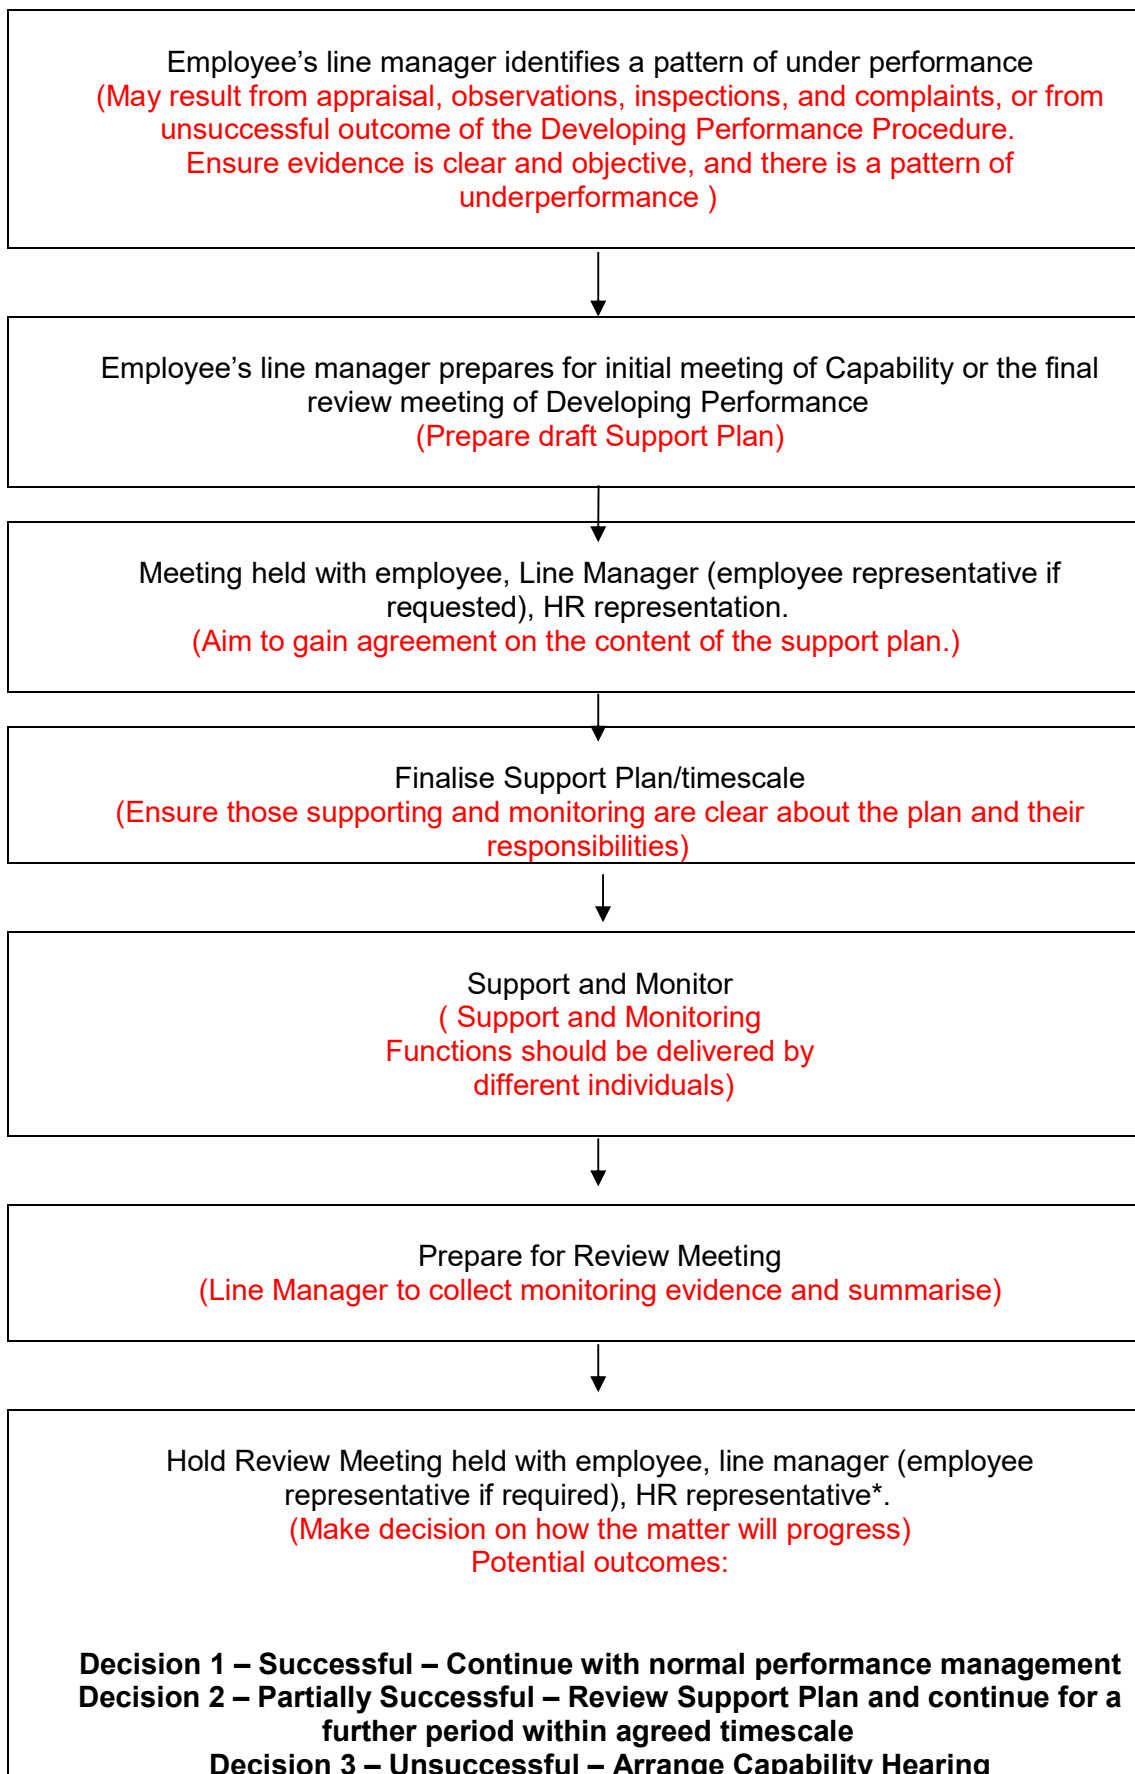 Employee’s line manager identifies a pattern of under performance
(May result from appraisal, observations, inspections, and complaints, or from
unsuccessful outcome of the Developing Performance Procedure.
Ensure evidence is clear and objective, and there is a pattern of
underperformance )
Employee’s line manager prepares for initial meeting of Capability or the final
review meeting of Developing Performance
(Prepare draft Support Plan)
Meeting held with employee, Line Manager (employee representative if
requested), HR representation.
(Aim to gain agreement on the content of the support plan.)
Finalise Support Plan/timescale
(Ensure those supporting and monitoring are clear about the plan and their
responsibilities)
Support and Monitor
( Support and Monitoring
Functions should be delivered by
different individuals)
Prepare for Review Meeting
(Line Manager to collect monitoring evidence and summarise)
Hold Review Meeting held with employee, line manager (employee
representative if required), HR representative*.
(Make decision on how the matter will progress)
Potential outcomes:
Decision 1 – Successful – Continue with normal performance management
Decision 2 – Partially Successful – Review Support Plan and continue for a
further period within agreed timescale
Decision 3 – Unsuccessful – Arrange Capability Hearing